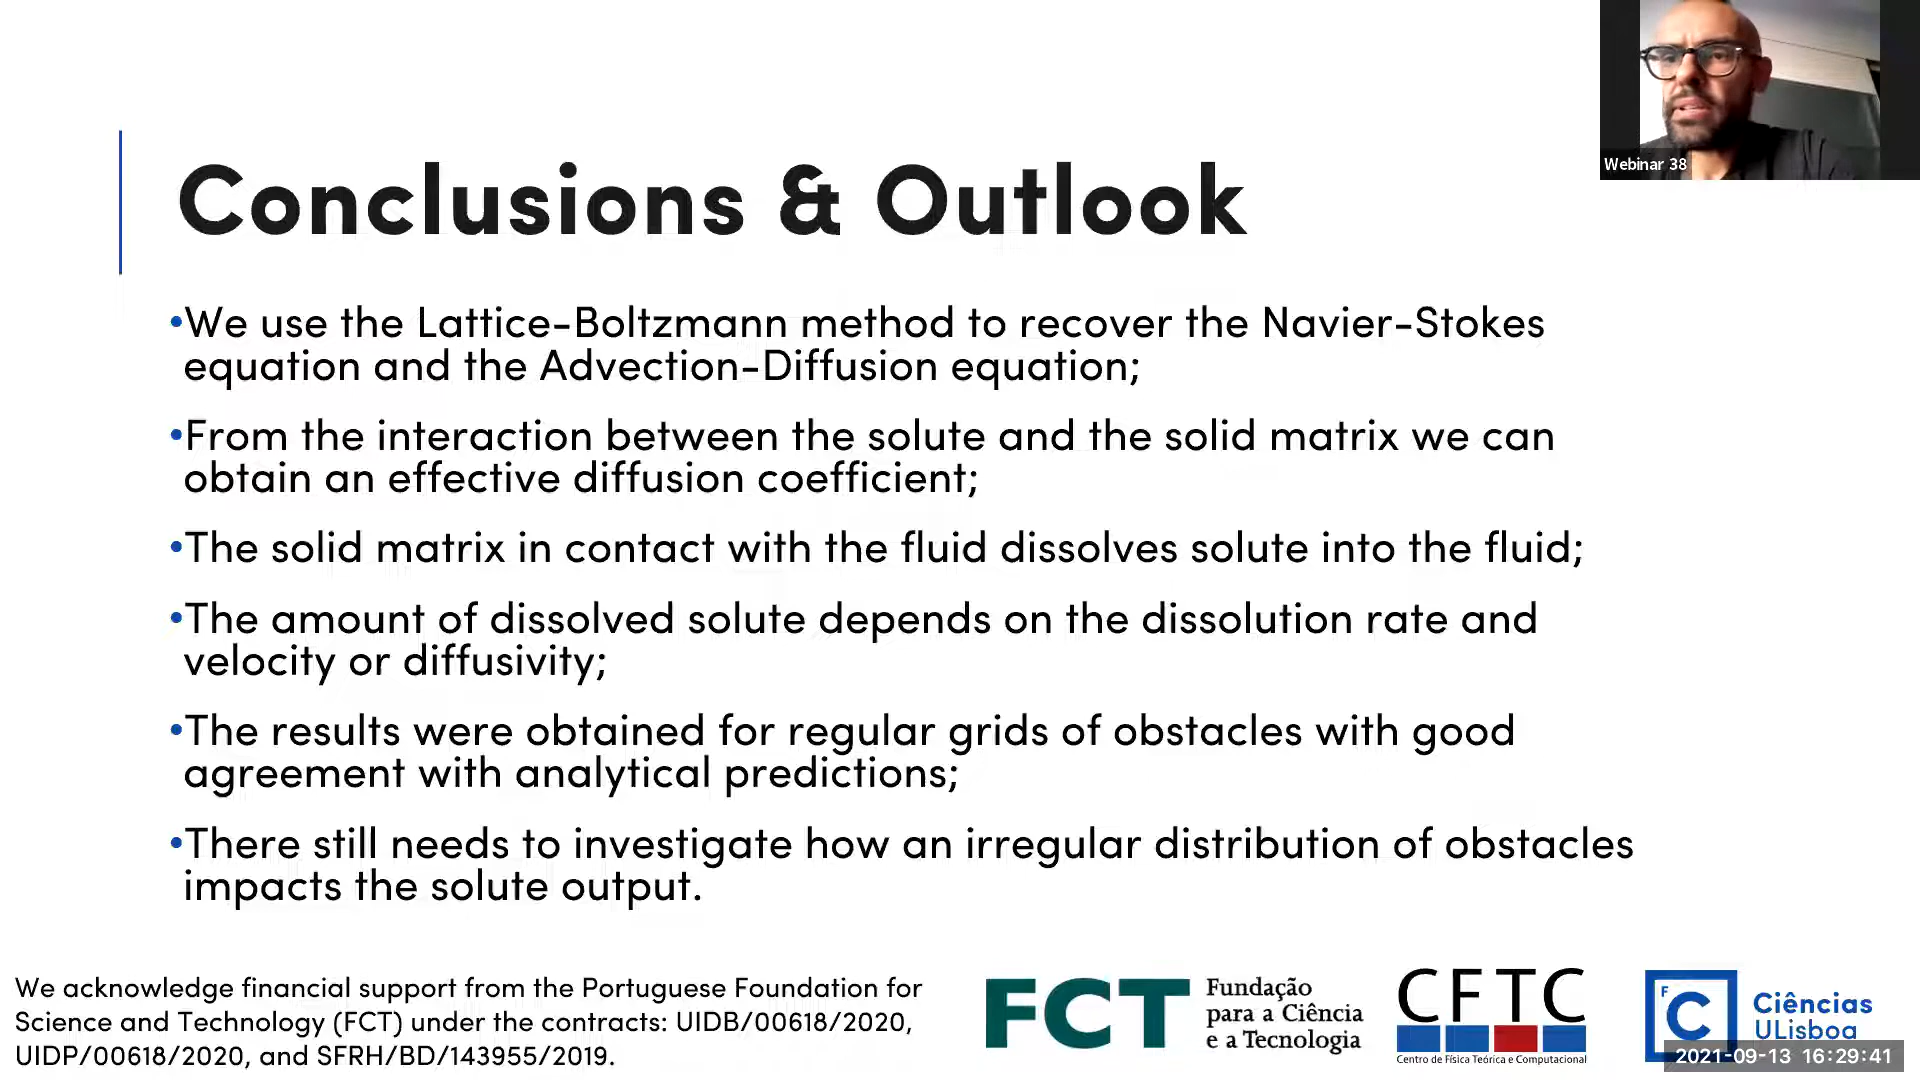 Webinar 38
Conclusions & Outlook
•We use the Lattice-Boltzmann method to recover the Navier-Stokes
equation and the Advection-Diffusion equation;
•From the interaction between the solute and the solid matrix we can
obtain an effective diffusion coefficient;
•The solid matrix in contact with the fluid dissolves solute into the fluid;
•The amount of dissolved solute depends on the dissolution rate and
velocity or diffusivity;
•The results were obtained for regular grids of obstacles with good
agreement with analytical predictions;
•There still needs to investigate how an irregular distribution of obstacles
impacts the solute output.
We acknowledge financial support from the Portuguese Foundation for
Science and Technology (FCT) under the contracts: UIDB/00618/2020,
UIDP/00618/2020, and SFRH/BD/143955/2019.
FCT
Fundação
para a Ciência
e a Tecnologia
CFTC
Centro de Física Teórica e Computacional
F
C
Ciências
ULisboa
2021-09-13 16:29:41